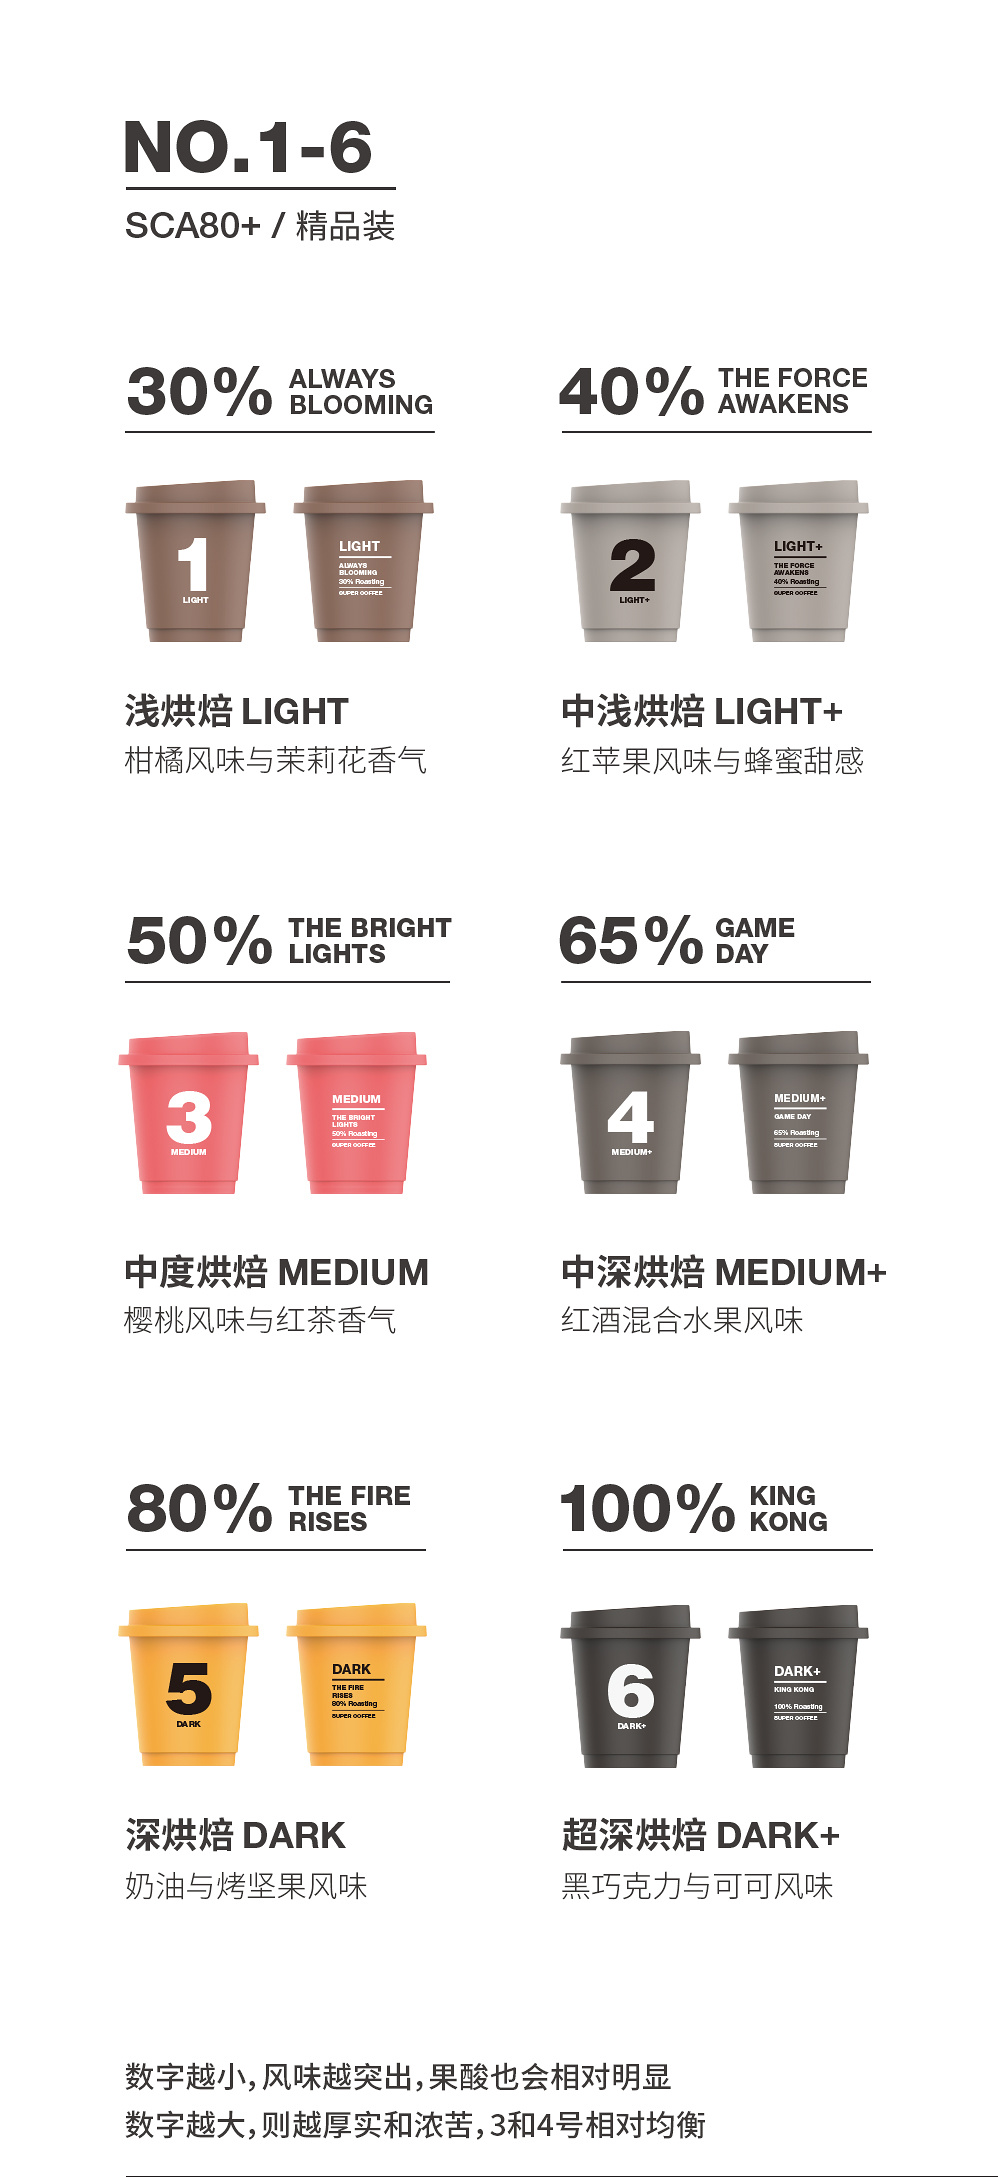 NO.1-6
SCA80+ / 精品装
30% ALWAYS
BLOOMING
40% THE FORCE
AWAKENS
1
LIGHT
LIGHT
ALWAYS
BLOOMING
30% Roasting
SUPER COFFEE
2
LIGHT+
LIGHT+
THE FORCE
AWAKENS
40% Roasting
SUPER COFFEE
浅烘焙 LIGHT
柑橘风味与茉莉花香气
中浅烘焙 LIGHT+
红苹果风味与蜂蜜甜感
50% THE BRIGHT
LIGHTS
65% GAME
DAY
3
MEDIUM
MEDIUM
THE BRIGHT
LIGHTS
50% Roasting
SUPER COFFEE
4
MEDIUM+
MEDIUM+
GAME DAY
65% Roasting
SUPER COFFEE
中度烘焙 MEDIUM
樱桃风味与红茶香气
中深烘焙 MEDIUM+
红酒混合水果风味
80% THE FIRE
RISES
100% KING
KONG
5
DARK
DARK
THE FIRE
RISES
80% Roasting
SUPER COFFEE
6
DARK+
DARK+
KING KONG
100% Roasting
SUPER COFFEE
深烘焙 DARK
奶油与烤坚果风味
超深烘焙 DARK+
黑巧克力与可可风味
数字越小，风味越突出，果酸也会相对明显
数字越大，则越厚实和浓苦，3和4号相对均衡